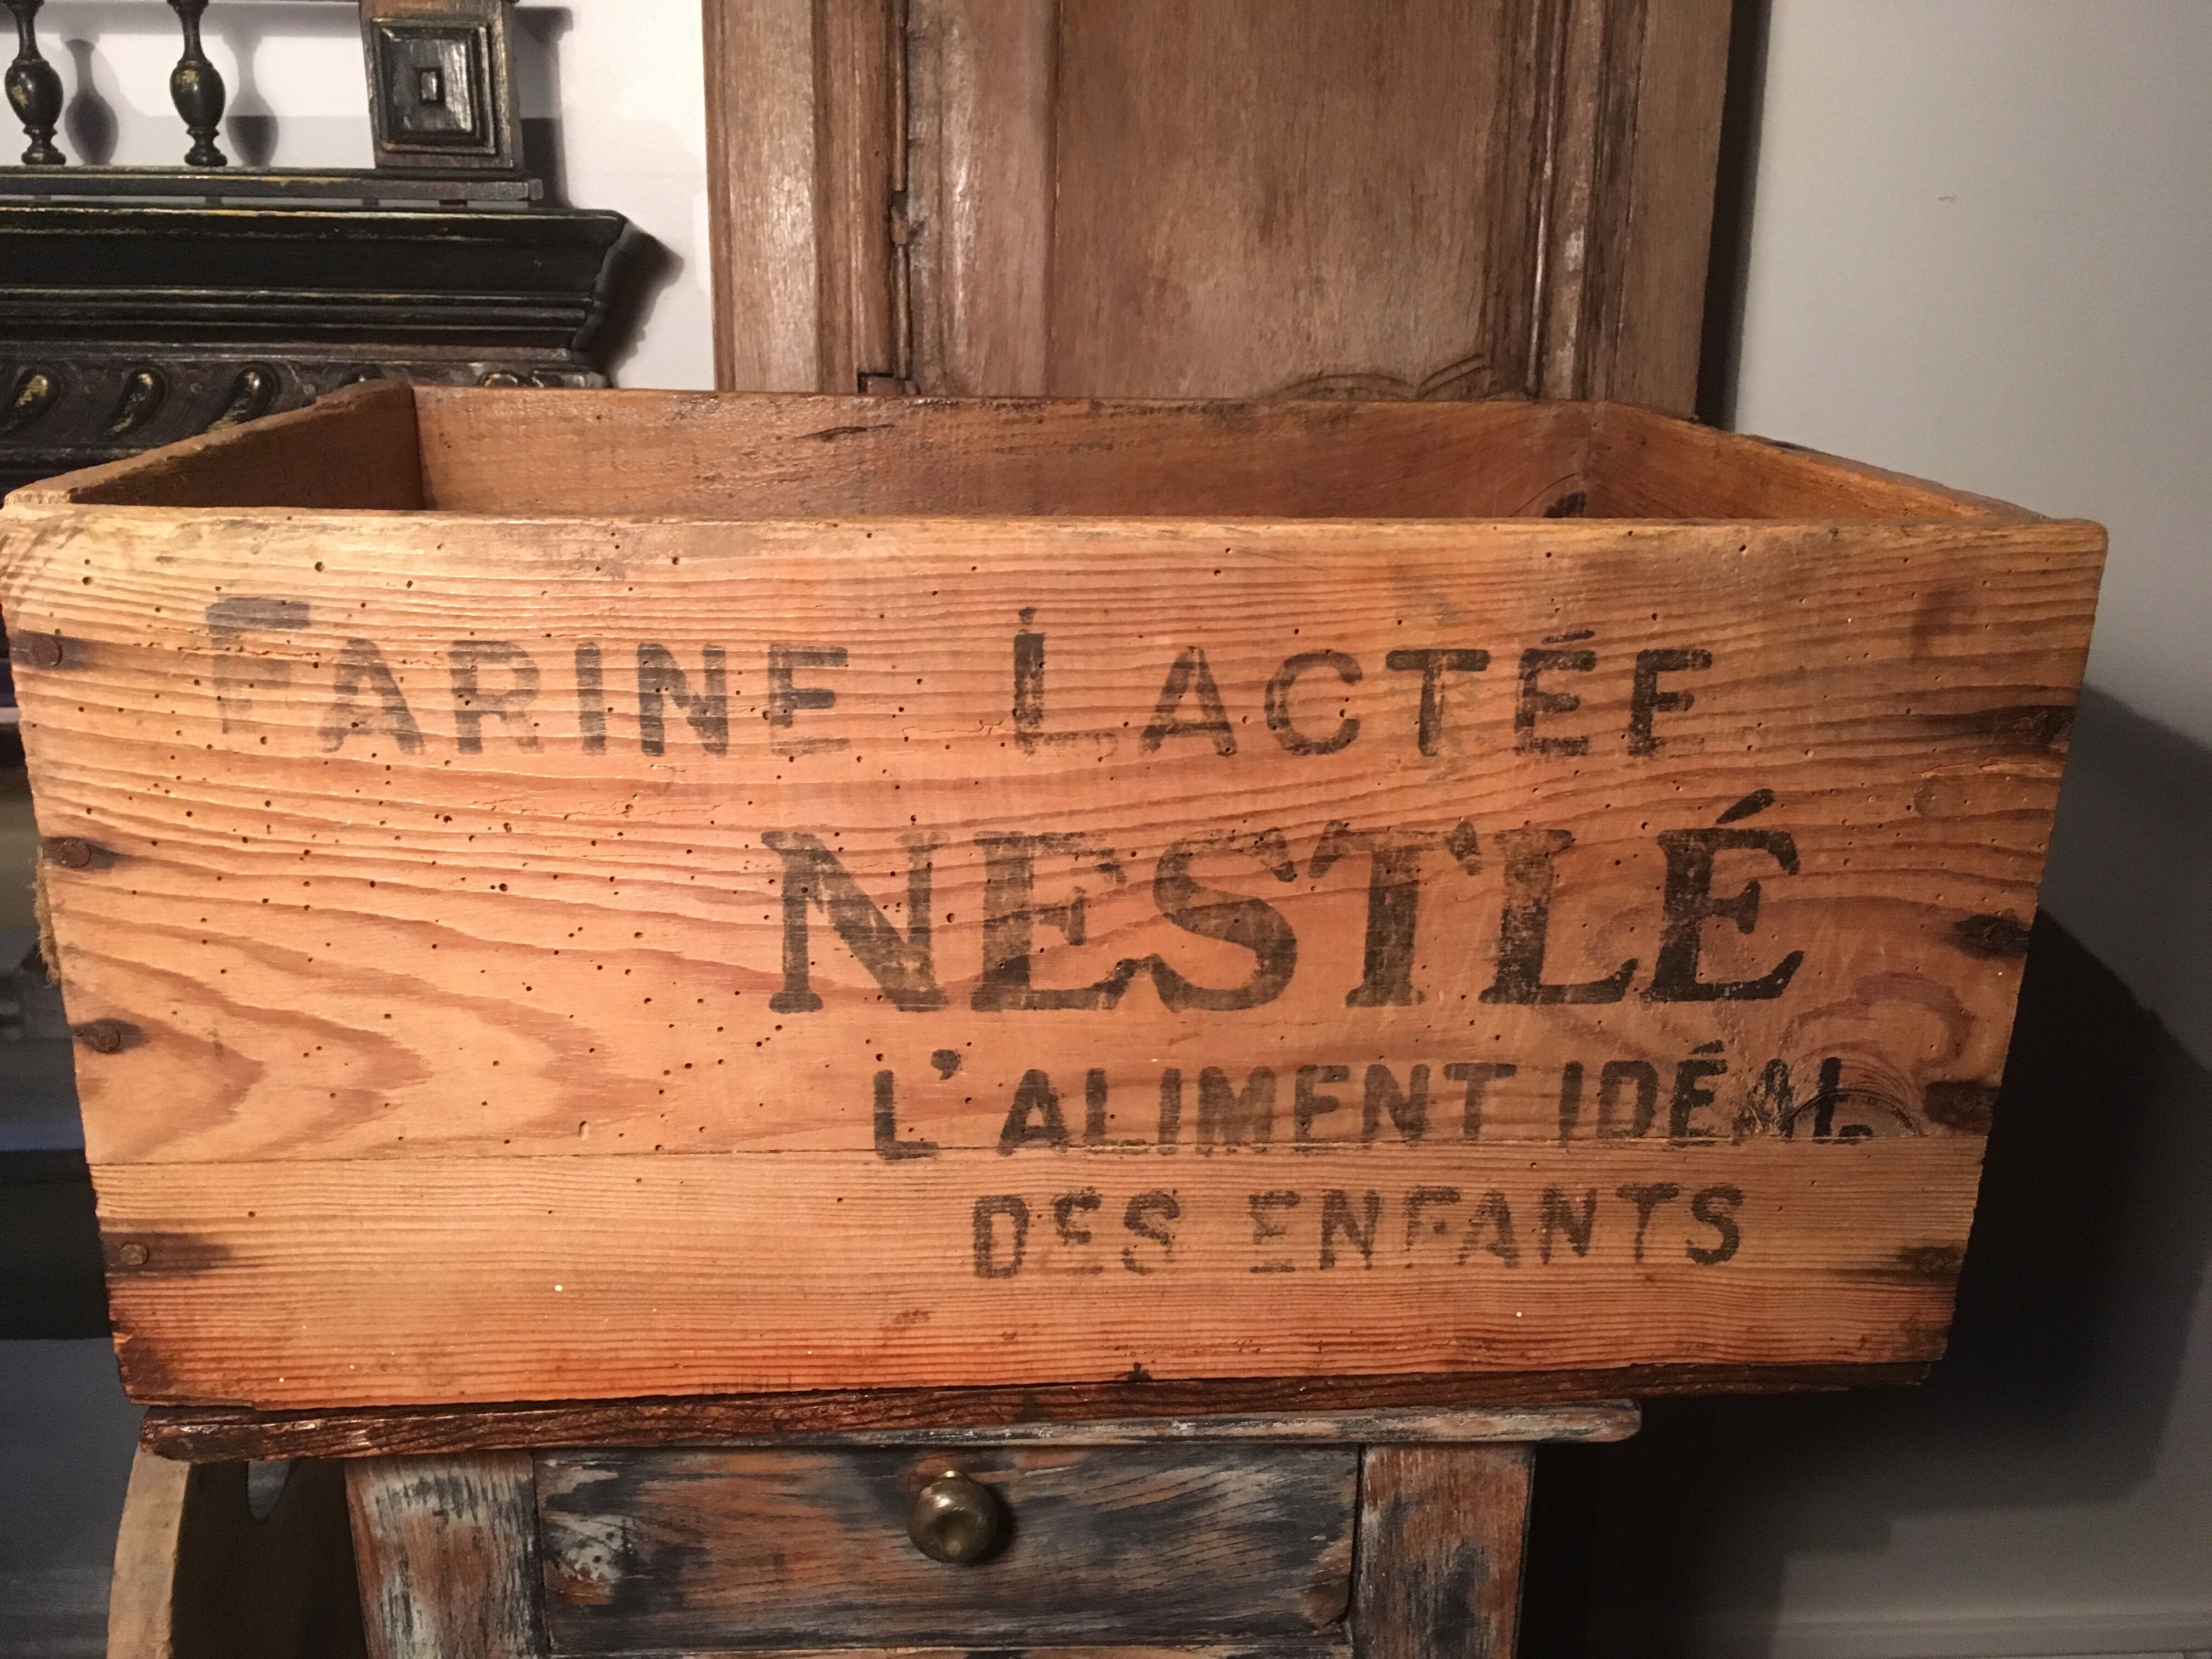 FARINE LACTÉE
NESTLÉ
L'ALIMENT IDÉAL
DES ENFANTS